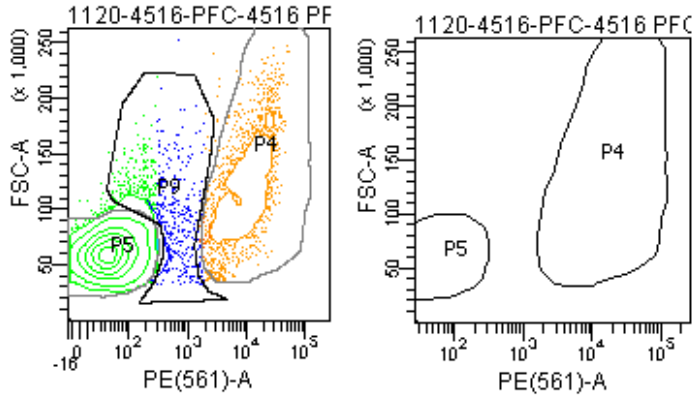 1120-4516-PFC-4516 PF
FSC-A (x 1,000)
250
200
150
100
50
P4
P9
P5
-16 0 10² 10³ 10⁴ 10⁵
PE(561)-A
1120-4516-PFC-4516 PFC
FSC-A (x 1,000)
250
200
150
100
50
P4
P5
10² 10³ 10⁴ 10⁵
PE(561)-A